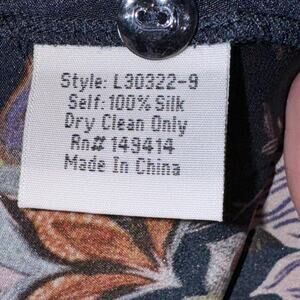 Style: L30322-9
Self: 100% Silk
Dry Clean Only
Rn# 149414
Made In China